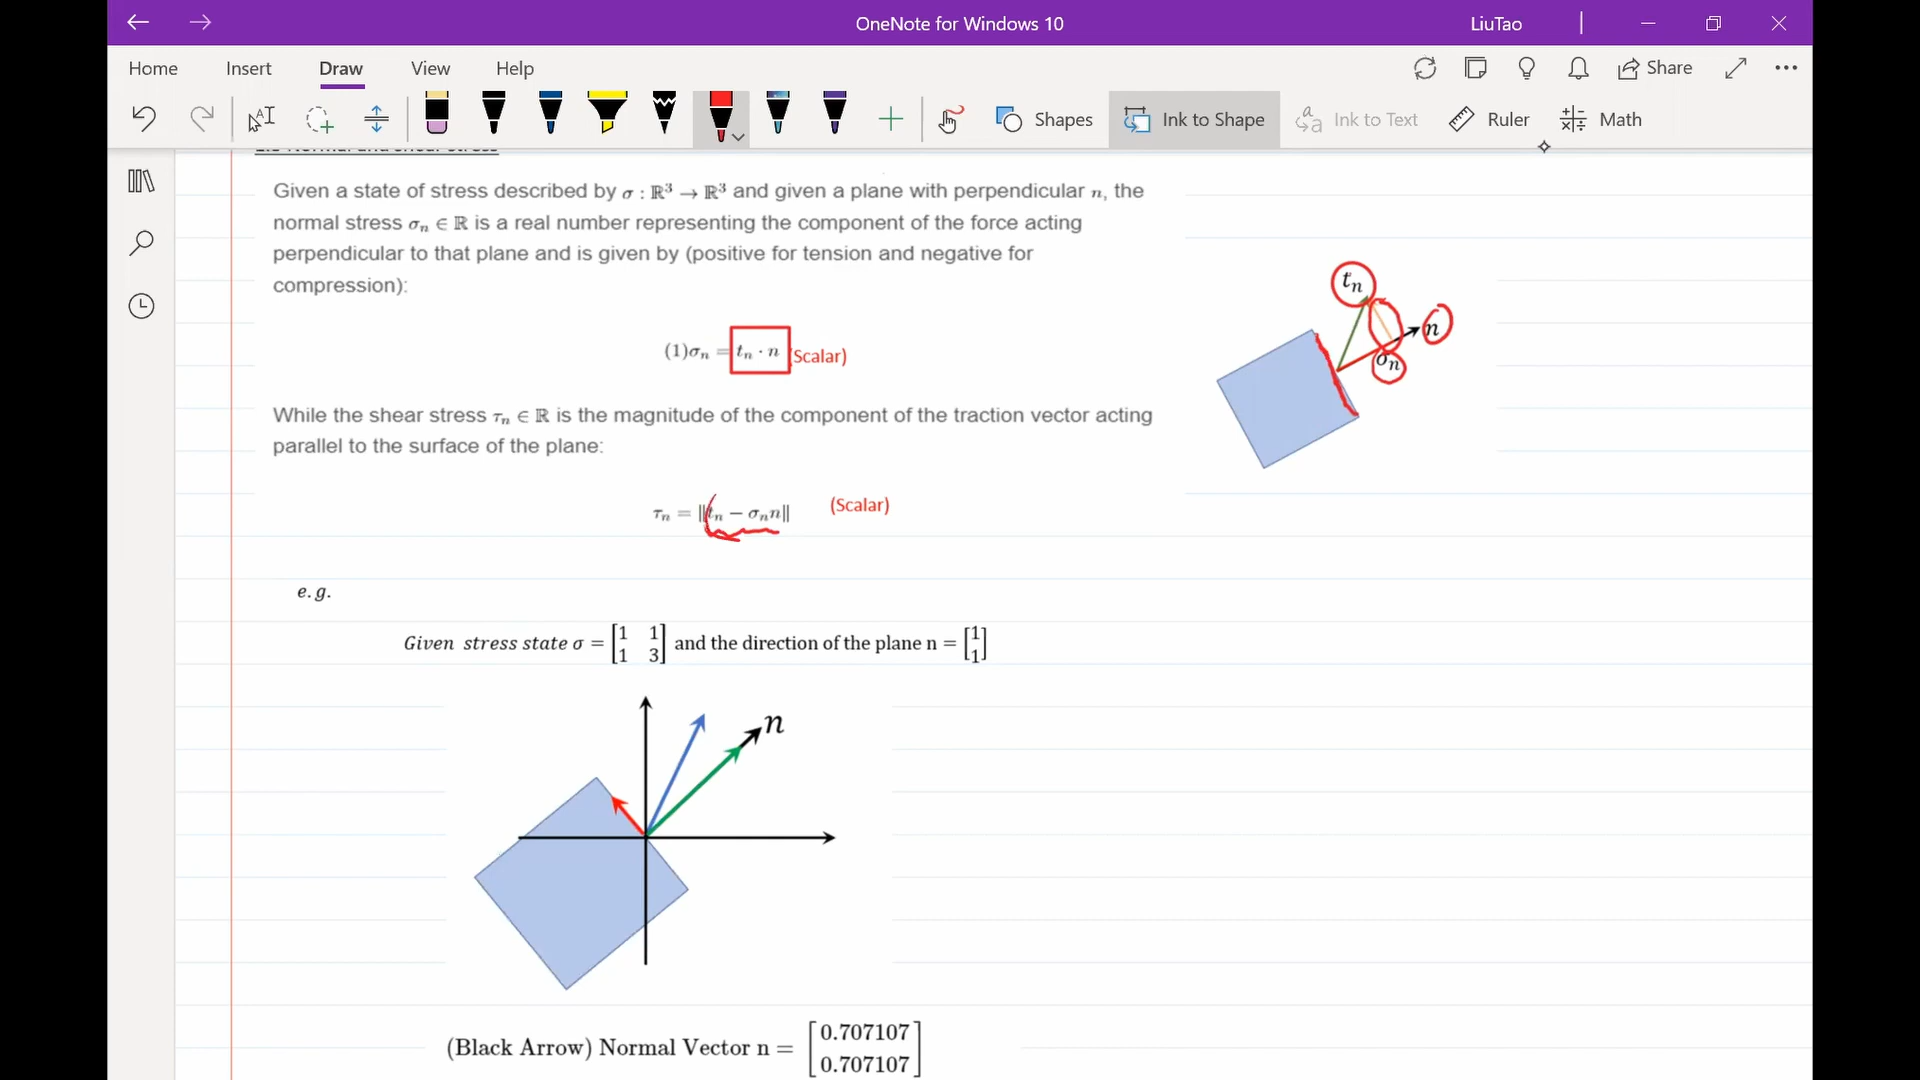 OneNote for Windows 10
LiuTao
Home Insert Draw View Help
Share
Shapes Ink to Shape Ink to Text Ruler Math
Given a state of stress described by σ : ℝ³ → ℝ³ and given a plane with perpendicular n, the
normal stress σₙ ∈ ℝ is a real number representing the component of the force acting
perpendicular to that plane and is given by (positive for tension and negative for
compression):
(1)σₙ = tₙ · n (Scalar)
While the shear stress τₙ ∈ ℝ is the magnitude of the component of the traction vector acting
parallel to the surface of the plane:
τₙ = ||tₙ − σₙn|| (Scalar)
tₙ
n
σₙ
e.g.
Given stress state σ = [1 1; 1 3] and the direction of the plane n = [1; 1]
n
(Black Arrow) Normal Vector n = [0.707107; 0.707107]